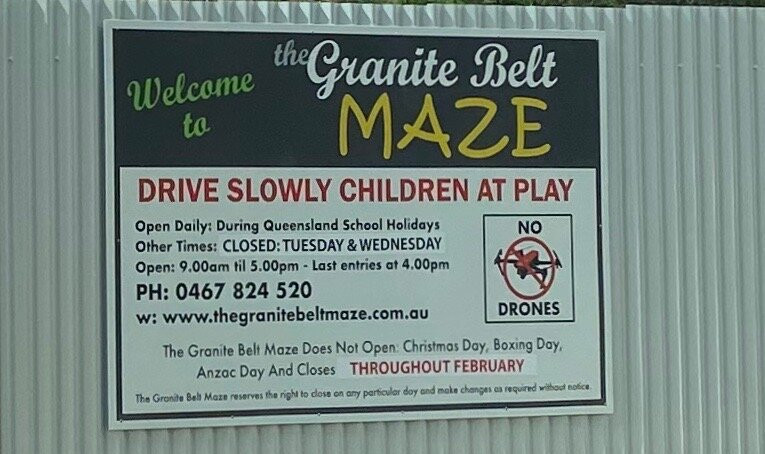 Welcome to
the Granite Belt
MAZE
DRIVE SLOWLY CHILDREN AT PLAY
Open Daily: During Queensland School Holidays
Other Times: CLOSED: TUESDAY & WEDNESDAY
Open: 9.00am til 5.00pm - Last entries at 4.00pm
PH: 0467 824 520
w: www.thegranitebeltmaze.com.au
NO
DRONES
The Granite Belt Maze Does Not Open: Christmas Day, Boxing Day,
Anzac Day And Closes THROUGHOUT FEBRUARY
The Granite Belt Maze reserves the right to close on any particular day and make changes as required without notice.